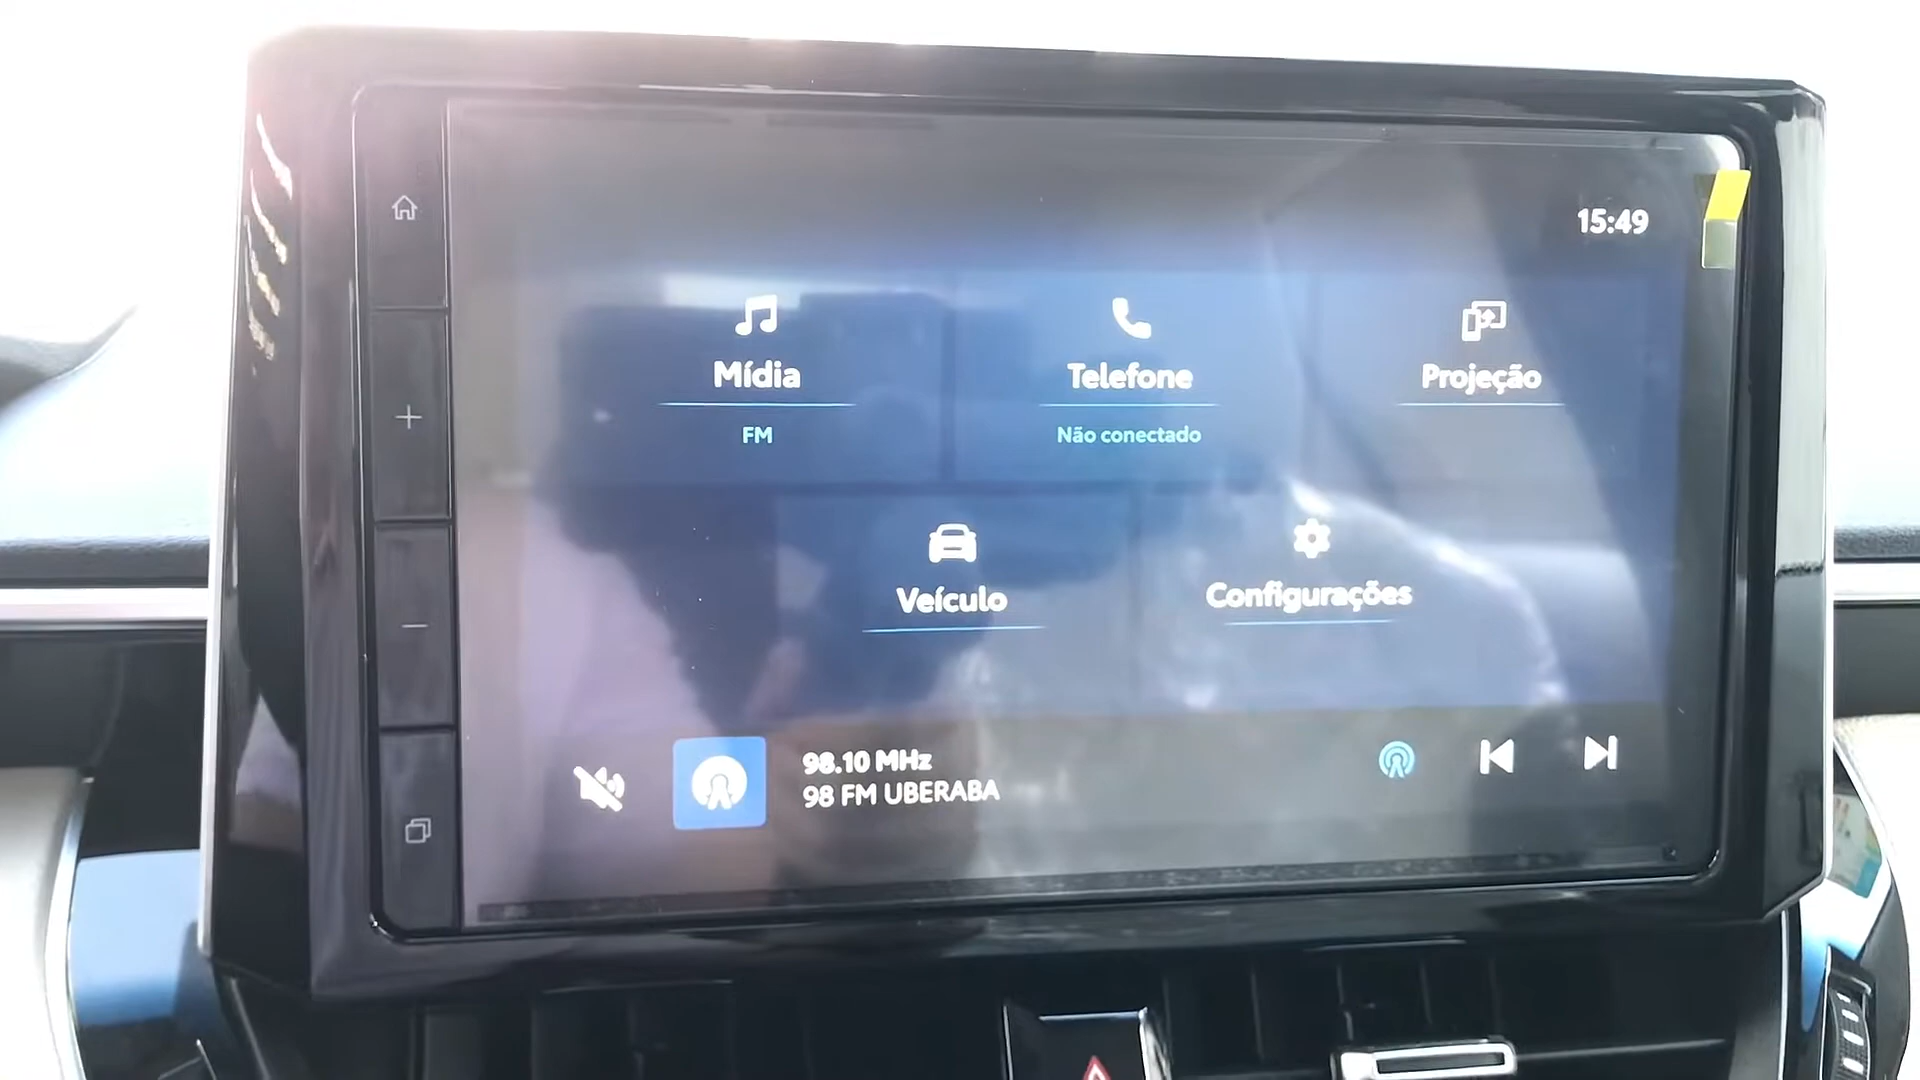 15:49
Mídia
FM
Telefone
Não conectado
Projeção
Veículo
Configurações
98.10 MHz
98 FM UBERABA